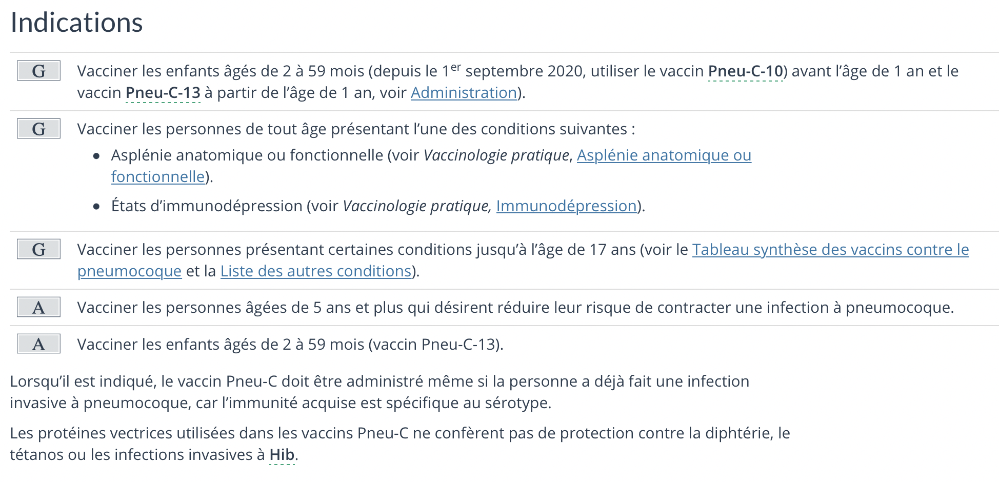 Indications
G Vacciner les enfants âgés de 2 à 59 mois (depuis le 1er septembre 2020, utiliser le vaccin Pneu-C-10) avant l’âge de 1 an et le
vaccin Pneu-C-13 à partir de l’âge de 1 an, voir Administration).
G Vacciner les personnes de tout âge présentant l’une des conditions suivantes :
• Asplénie anatomique ou fonctionnelle (voir Vaccinologie pratique, Asplénie anatomique ou
fonctionnelle).
• États d’immunodépression (voir Vaccinologie pratique, Immunodépression).
G Vacciner les personnes présentant certaines conditions jusqu’à l’âge de 17 ans (voir le Tableau synthèse des vaccins contre le
pneumocoque et la Liste des autres conditions).
A Vacciner les personnes âgées de 5 ans et plus qui désirent réduire leur risque de contracter une infection à pneumocoque.
A Vacciner les enfants âgés de 2 à 59 mois (vaccin Pneu-C-13).
Lorsqu’il est indiqué, le vaccin Pneu-C doit être administré même si la personne a déjà fait une infection
invasive à pneumocoque, car l’immunité acquise est spécifique au sérotype.
Les protéines vectrices utilisées dans les vaccins Pneu-C ne confèrent pas de protection contre la diphtérie, le
tétanos ou les infections invasives à Hib.